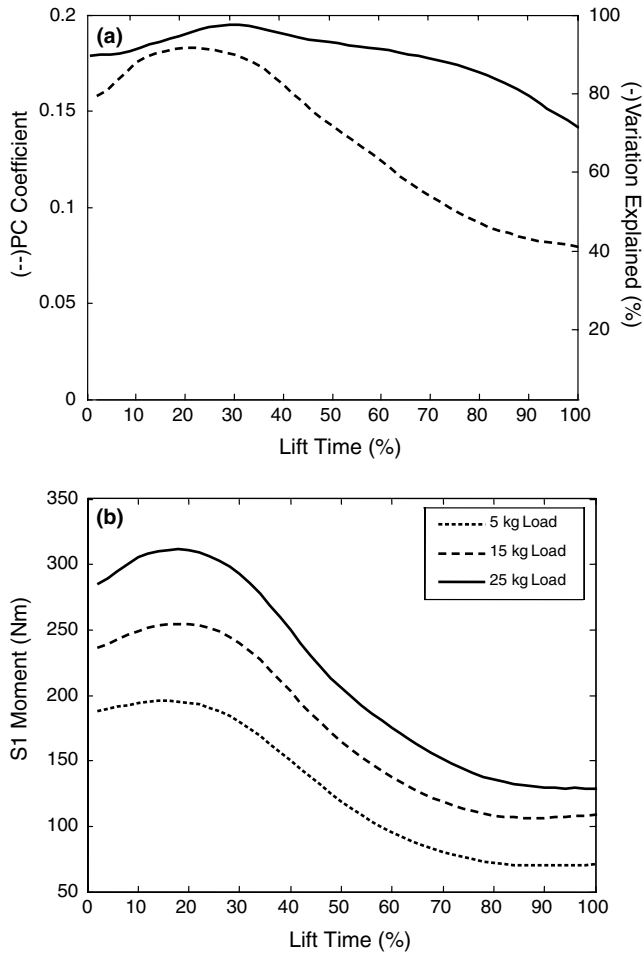 (a)
0.2
0.15
0.1
0.05
0
(--)PC Coefficient
100
80
60
40
20
(-)Variation Explained (%)
0 10 20 30 40 50 60 70 80 90 100
Lift Time (%)
(b)
350
300
250
200
150
100
50
S1 Moment (Nm)
5 kg Load
15 kg Load
25 kg Load
0 10 20 30 40 50 60 70 80 90 100
Lift Time (%)